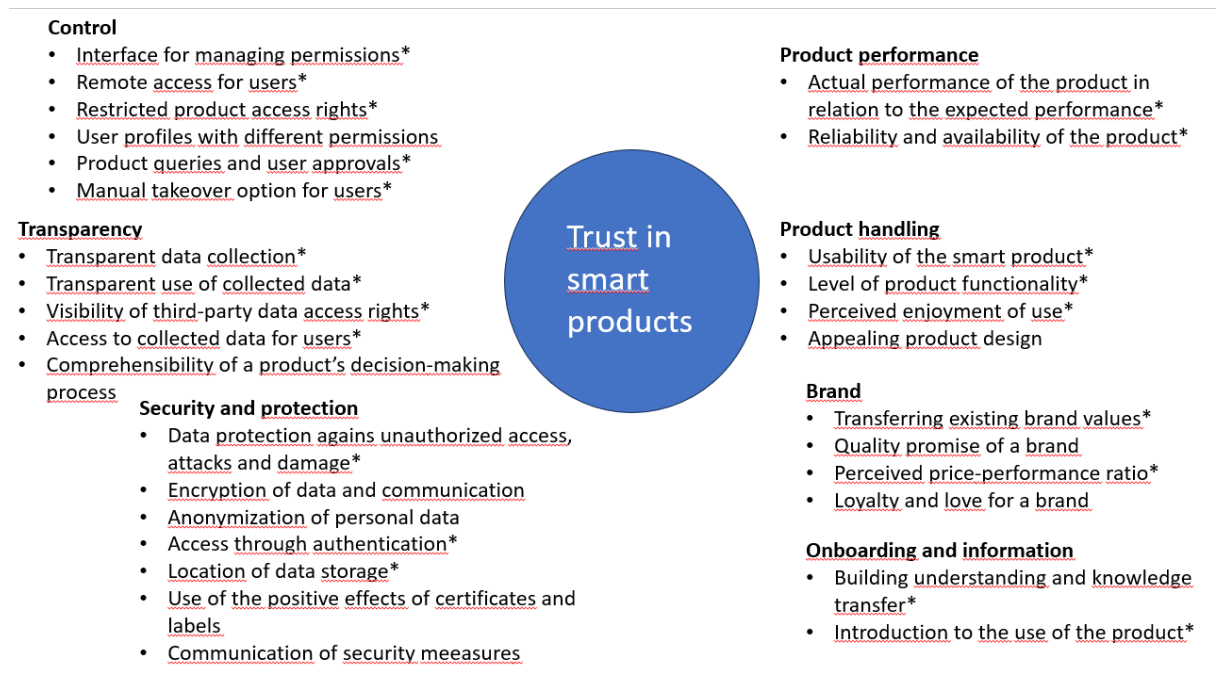 Control
• Interface for managing permissions*
• Remote access for users*
• Restricted product access rights*
• User profiles with different permissions
• Product queries and user approvals*
• Manual takeover option for users*
Transparency
• Transparent data collection*
• Transparent use of collected data*
• Visibility of third-party data access rights*
• Access to collected data for users*
• Comprehensibility of a product's decision-making
process
Security and protection
• Data protection agains unauthorized access,
attacks and damage*
• Encryption of data and communication
• Anonymization of personal data
• Access through authentication*
• Location of data storage*
• Use of the positive effects of certificates and
labels
• Communication of security meeasures
Trust in
smart
products
Product performance
• Actual performance of the product in
relation to the expected performance*
• Reliability and availability of the product*
Product handling
• Usability of the smart product*
• Level of product functionality*
• Perceived enjoyment of use*
• Appealing product design
Brand
• Transferring existing brand values*
• Quality promise of a brand
• Perceived price-performance ratio*
• Loyalty and love for a brand
Onboarding and information
• Building understanding and knowledge
transfer*
• Introduction to the use of the product*